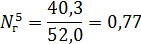 N_г^5 = 40,3/52,0 = 0,77